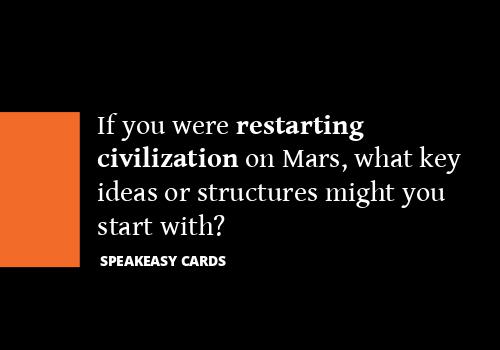 If you were restarting
civilization on Mars, what key
ideas or structures might you
start with?
SPEAKEASY CARDS